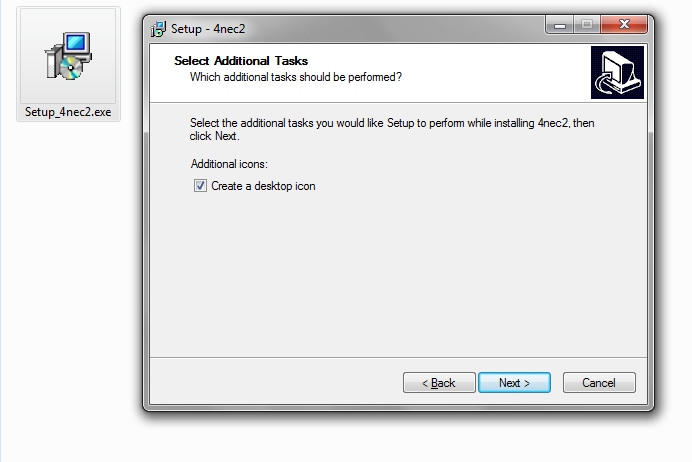 Setup_4nec2.exe
Setup - 4nec2
Select Additional Tasks
Which additional tasks should be performed?
Select the additional tasks you would like Setup to perform while installing 4nec2, then
click Next.
Additional icons:
Create a desktop icon
< Back
Next >
Cancel